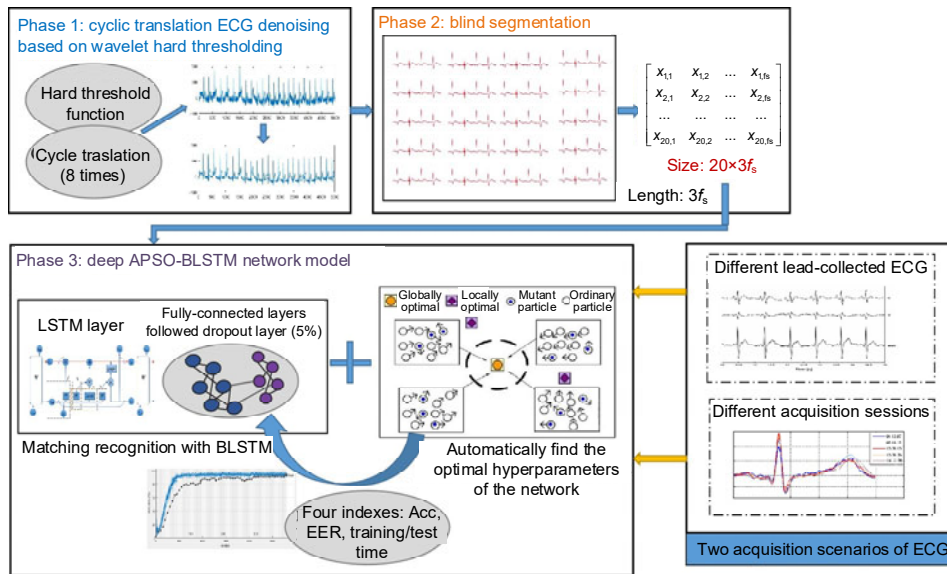 Phase 1: cyclic translation ECG denoising
based on wavelet hard thresholding
Hard threshold
function
Cycle traslation
(8 times)
Phase 2: blind segmentation
x1,1 x1,2 ... x1,fs
x2,1 x2,2 ... x2,fs
... ... ... ...
x20,1 x20,2 ... x20,fs
Size: 20×3fs
Length: 3fs
Phase 3: deep APSO-BLSTM network model
LSTM layer
Fully-connected layers
followed dropout layer (5%)
Matching recognition with BLSTM
Globally
optimal
Locally
optimal
Mutant
particle
Ordinary
particle
Automatically find the
optimal hyperparameters
of the network
Four indexes: Acc,
EER, training/test
time
Different lead-collected ECG
Different acquisition sessions
Two acquisition scenarios of ECG